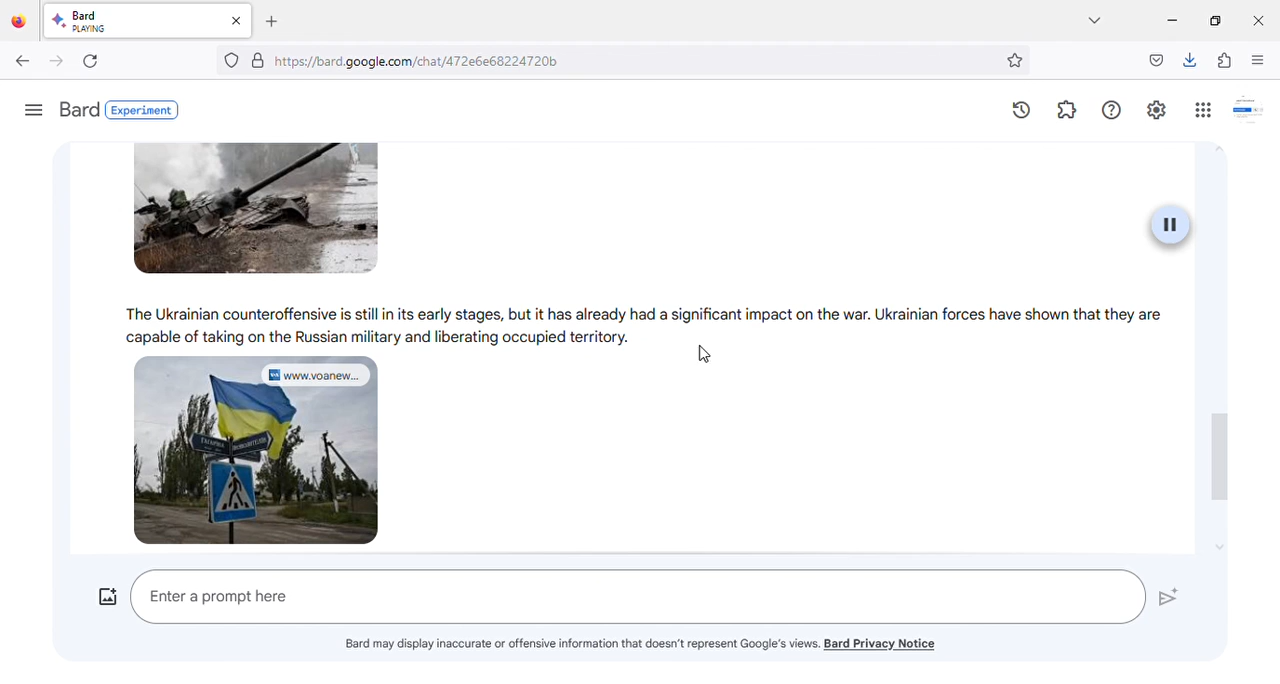 Bard
PLAYING
https://bard.google.com/chat/472e6e68224720b
Bard Experiment
The Ukrainian counteroffensive is still in its early stages, but it has already had a significant impact on the war. Ukrainian forces have shown that they are
capable of taking on the Russian military and liberating occupied territory.
www.voanew...
Enter a prompt here
Bard may display inaccurate or offensive information that doesn't represent Google's views. Bard Privacy Notice